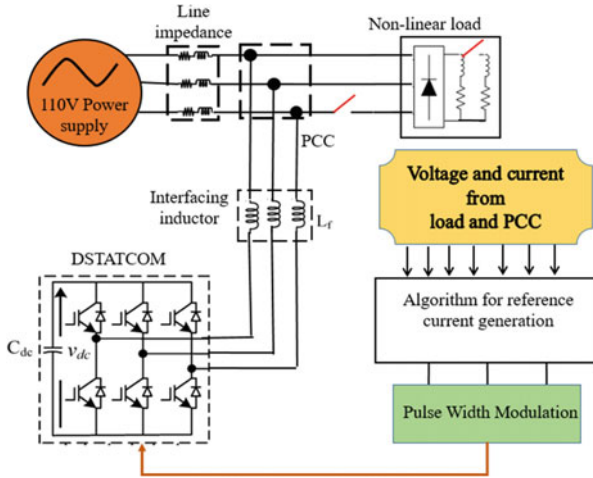 Line
impedance
Non-linear load
110V Power
supply
PCC
Interfacing
inductor
Lf
DSTATCOM
Cdc
vdc
Voltage and current
from
load and PCC
Algorithm for reference
current generation
Pulse Width Modulation